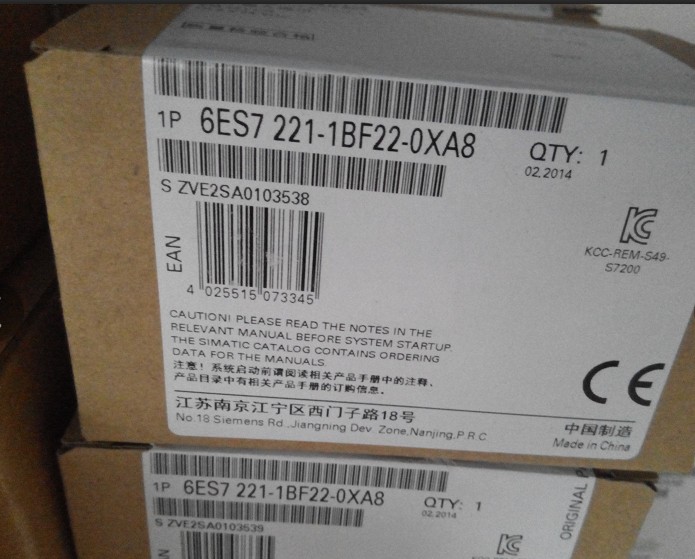 1P 6ES7 221-1BF22-0XA8
QTY: 1
02.2014
S ZVE2SA0103538
EAN
4 025515 073345
KCC-REM-S49-
S7200
CAUTION! PLEASE READ THE NOTES IN THE
RELEVANT MANUAL BEFORE SYSTEM STARTUP.
THE SIMATIC CATALOG CONTAINS ORDERING
DATA FOR THE MANUALS.
注意！系统启动前请阅读相关产品手册中的注释，
产品目录中有相关产品手册的订购信息。
CE
江苏南京江宁区西门子路18号
No.18 Siemens Rd.,Jiangning Dev. Zone,Nanjing,P.R.C
中国制造
Made in China
1P 6ES7 221-1BF22-0XA8
QTY: 1
02.2014
S ZVE2SA0103539
EAN
ORIGINAL